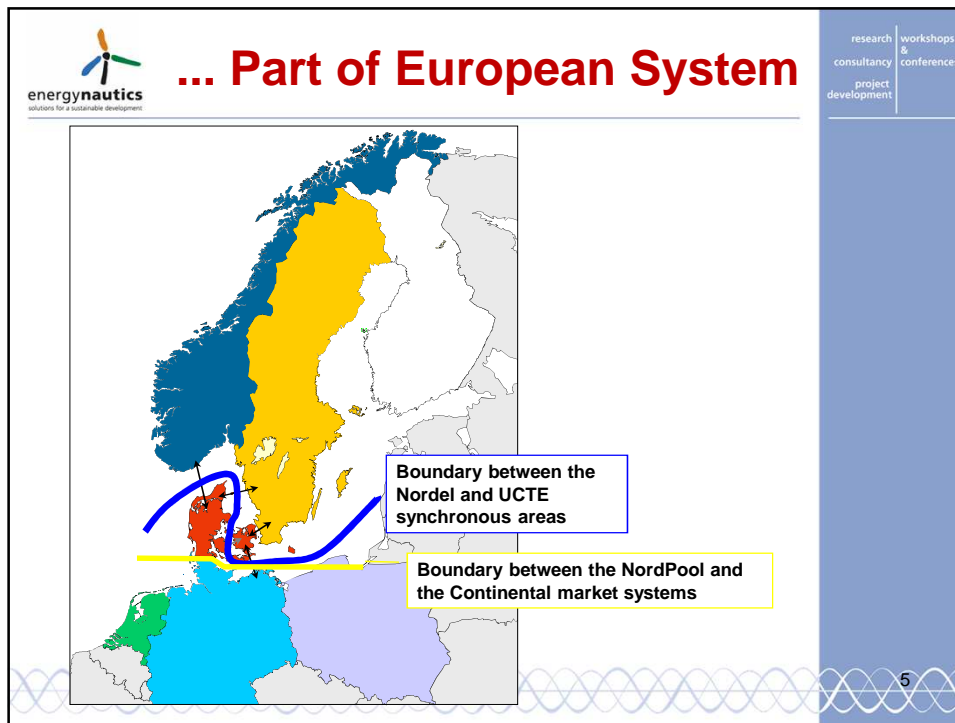 energynautics
solutions for a sustainable development
... Part of European System
research
consultancy
project
development
workshops
&
conference
Boundary between the
Nordel and UCTE
synchronous areas
Boundary between the NordPool and
the Continental market systems
5